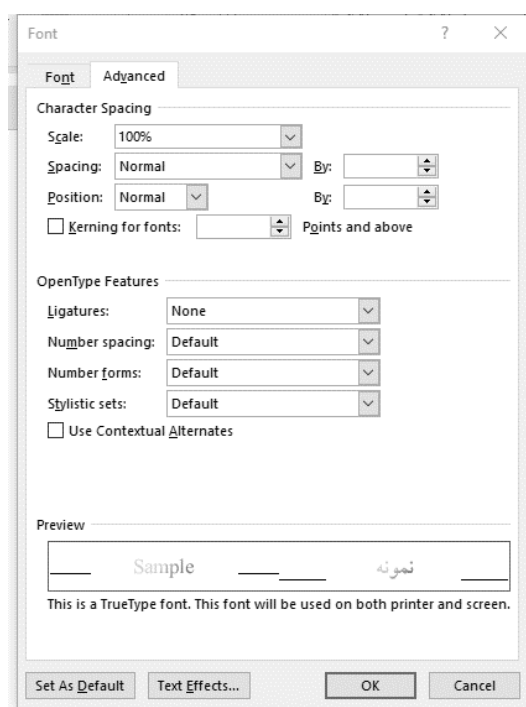 Font ?
Font Advanced
Character Spacing
Scale: 100%
Spacing: Normal By:
Position: Normal By:
Kerning for fonts: Points and above
OpenType Features
Ligatures: None
Number spacing: Default
Number forms: Default
Stylistic sets: Default
Use Contextual Alternates
Preview
Sample نمونه
This is a TrueType font. This font will be used on both printer and screen.
Set As Default Text Effects... OK Cancel